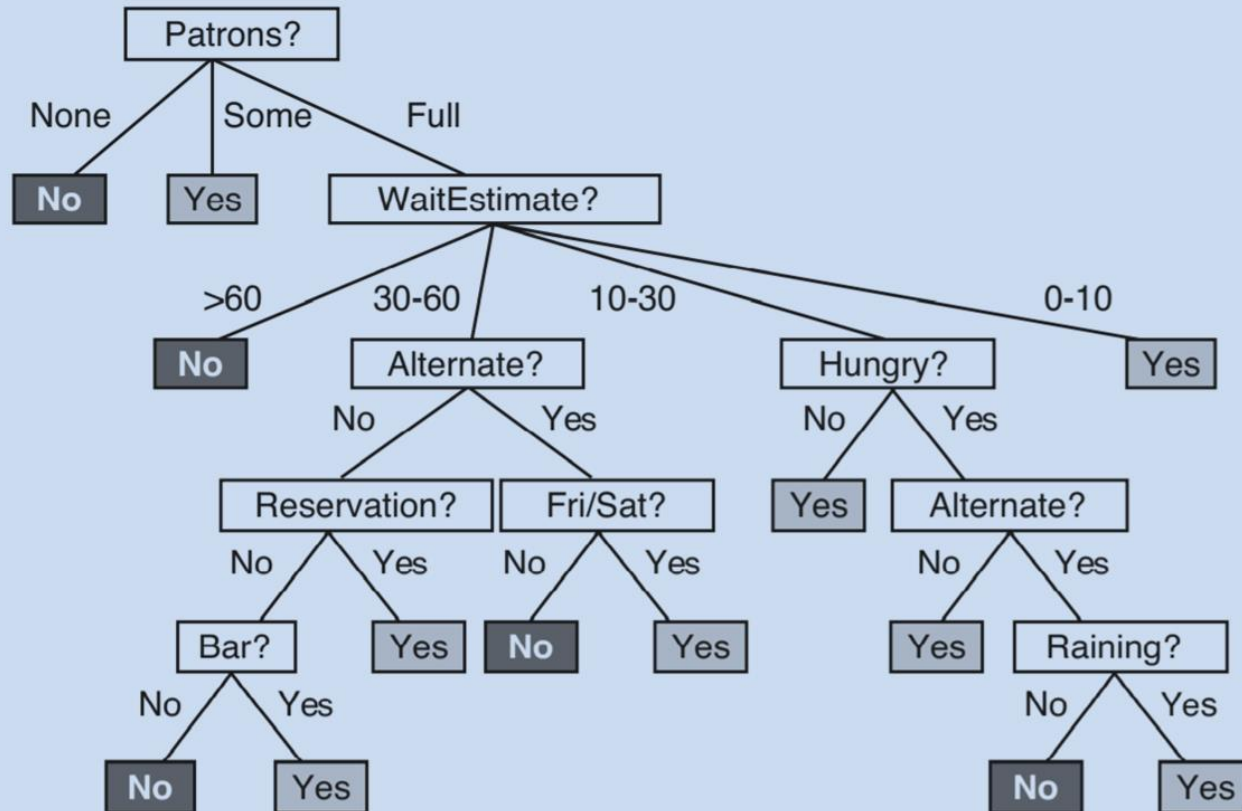 Patrons?
None Some Full
No Yes WaitEstimate?
>60 30-60 10-30 0-10
No Alternate? Hungry? Yes
No Yes No Yes
Reservation? Fri/Sat? Yes Alternate?
No Yes No Yes No Yes
Bar? Yes No Yes Yes Raining?
No Yes No Yes
No Yes No Yes